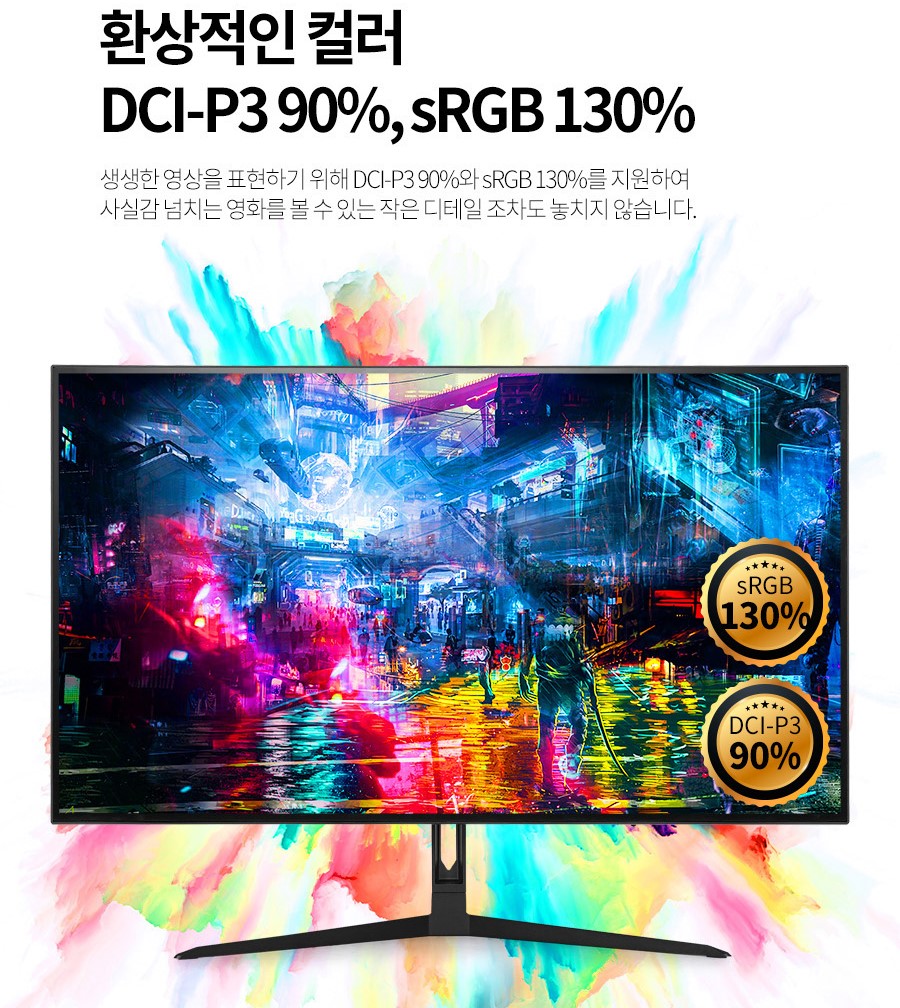 환상적인 컬러
DCI-P3 90%, sRGB 130%
생생한 영상을 표현하기 위해 DCI-P3 90%와 sRGB 130%를 지원하여
사실감 넘치는 영화를 볼 수 있는 작은 디테일 조차도 놓치지 않습니다.
sRGB
130%
DCI-P3
90%